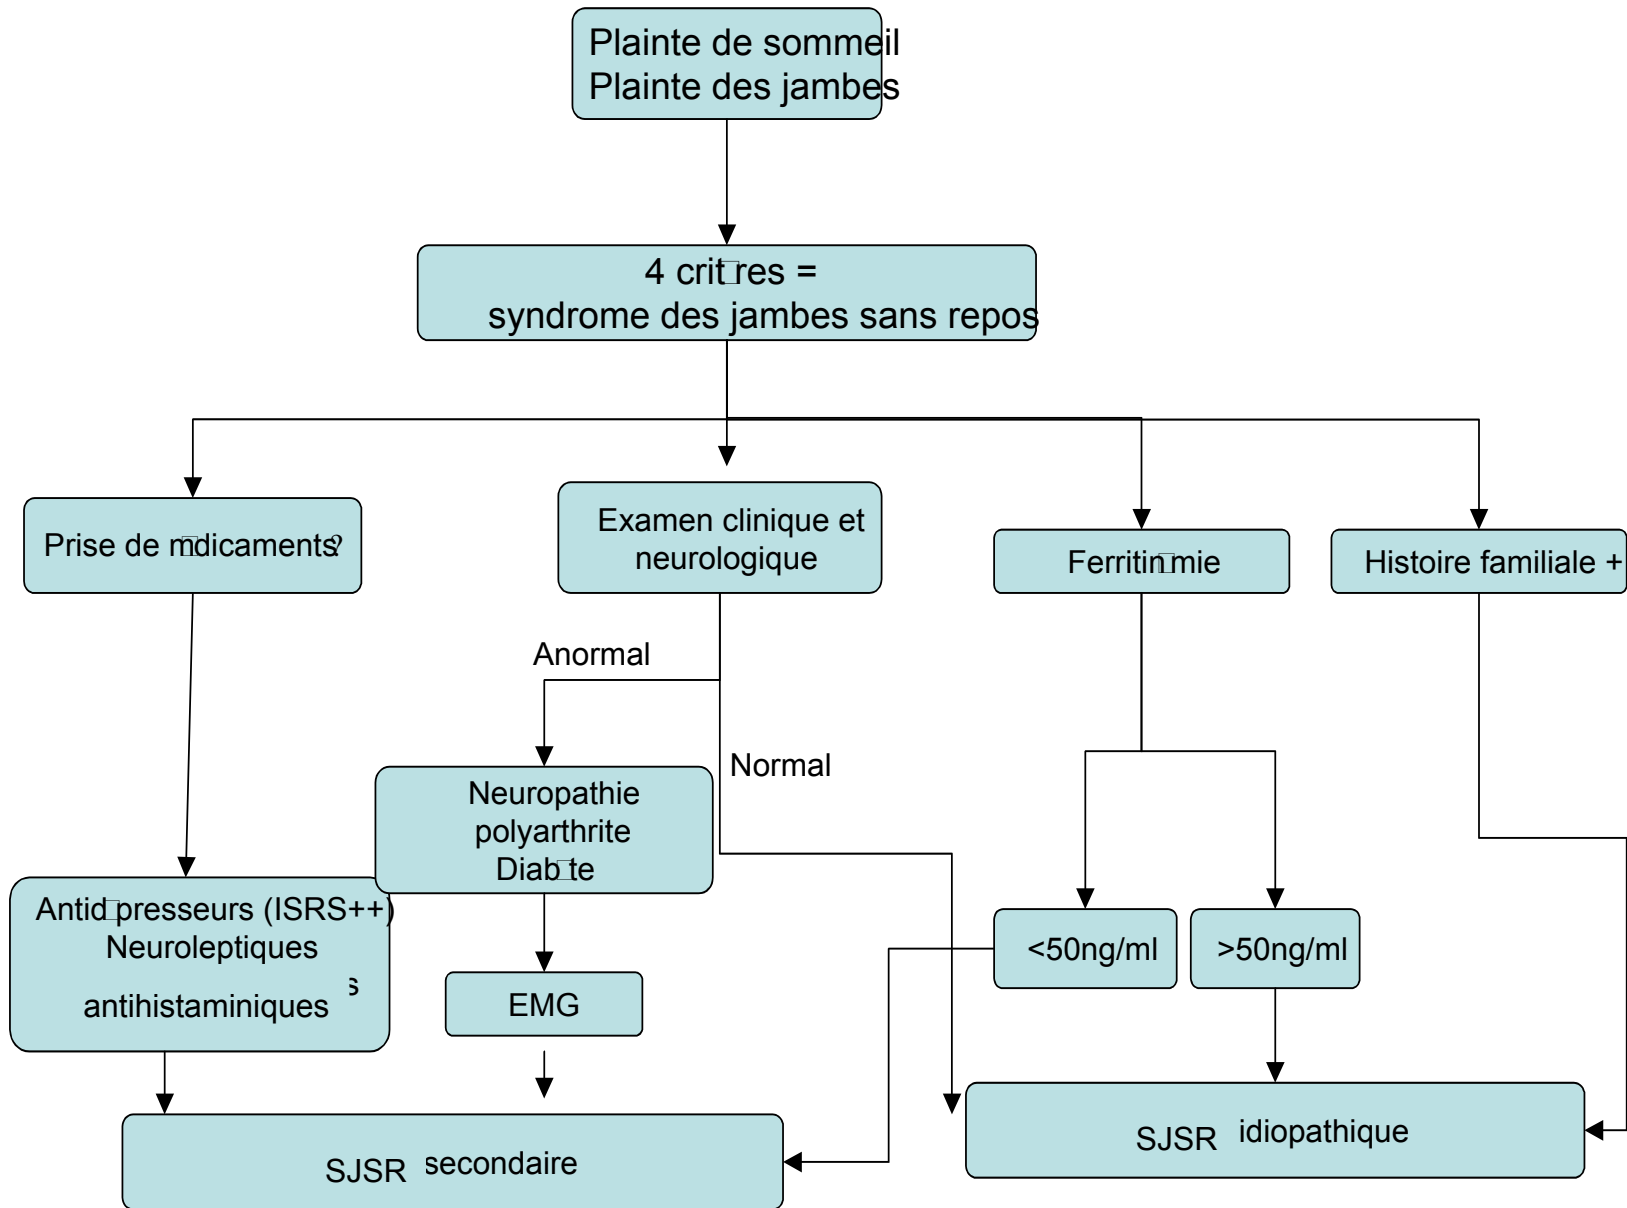 Plainte de sommeil
Plainte des jambes
4 crit□res =
syndrome des jambes sans repos
Prise de m□dicaments?
Examen clinique et
neurologique
Ferritin□mie
Histoire familiale +
Anormal
Normal
Neuropathie
polyarthrite
Diab□te
Antid□presseurs (ISRS++)
Neuroleptiques
s
antihistaminiques
<50ng/ml
>50ng/ml
EMG
SJSR idiopathique
SJSR secondaire